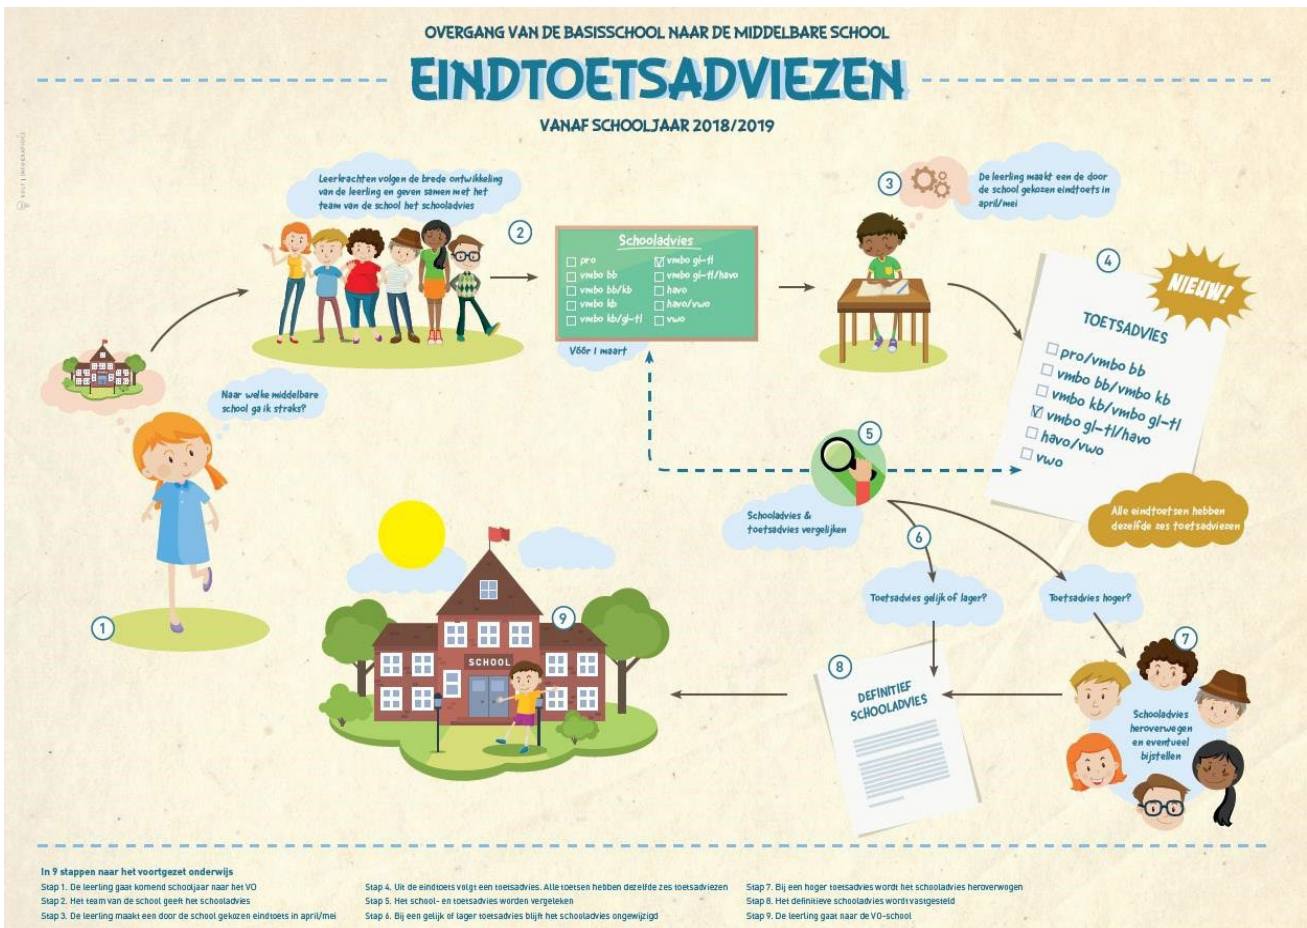 OVERGANG VAN DE BASISSCHOOL NAAR DE MIDDELBARE SCHOOL
EINDTOETSADVIEZEN
VANAF SCHOOLJAAR 2018/2019
Leerkrachten volgen de brede ontwikkeling
van de leerling en geven samen met het
team van de school het schooladvies
2
Schooladvies
pro
vmbo bb
vmbo bb/kb
vmbo kb
vmbo kb/gl-tl
vmbo gl-tl
vmbo gl-tl/havo
havo
havo/vwo
vwo
Vóór 1 maart
3
De leerling maakt een de door
de school gekozen eindtoets in
april/mei
4
NIEUW!
TOETSADVIES
pro/vmbo bb
vmbo bb/vmbo kb
vmbo kb/vmbo gl-tl
vmbo gl-tl/havo
havo/vwo
vwo
Alle eindtoetsen hebben
dezelfde zes toetsadviezen
Naar welke middelbare
school ga ik straks?
1
5
Schooladvies &
toetsadvies vergelijken
6
Toetsadvies gelijk of lager?
Toetsadvies hoger?
7
Schooladvies
heroverwegen
en eventueel
bijstellen
8
DEFINITIEF
SCHOOLADVIES
9
SCHOOL
In 9 stappen naar het voortgezet onderwijs
Stap 1. De leerling gaat komend schooljaar naar het VO
Stap 2. Het team van de school geeft het schooladvies
Stap 3. De leerling maakt een door de school gekozen eindtoets in april/mei
Stap 4. Uit de eindtoets volgt een toetsadvies. Alle toetsen hebben dezelfde zes toetsadviezen
Stap 5. Het school- en toetsadvies worden vergeleken
Stap 6. Bij een gelijk of lager toetsadvies blijft het schooladvies ongewijzigd
Stap 7. Bij een hoger toetsadvies wordt het schooladvies heroverwogen
Stap 8. Het definitieve schooladvies wordt vastgesteld
Stap 9. De leerling gaat naar de VO-school